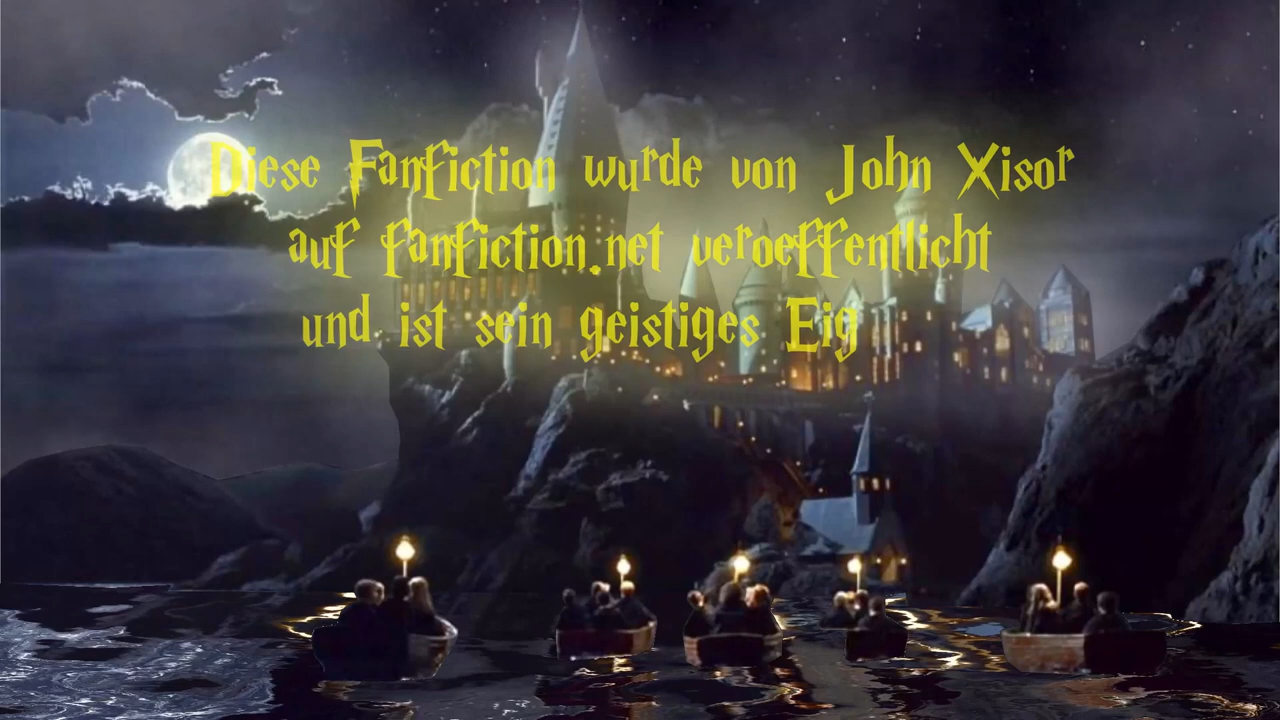 Diese Fanfiction wurde von John Xisor
auf fanfiction.net veroeffentlicht
und ist sein geistiges Eig